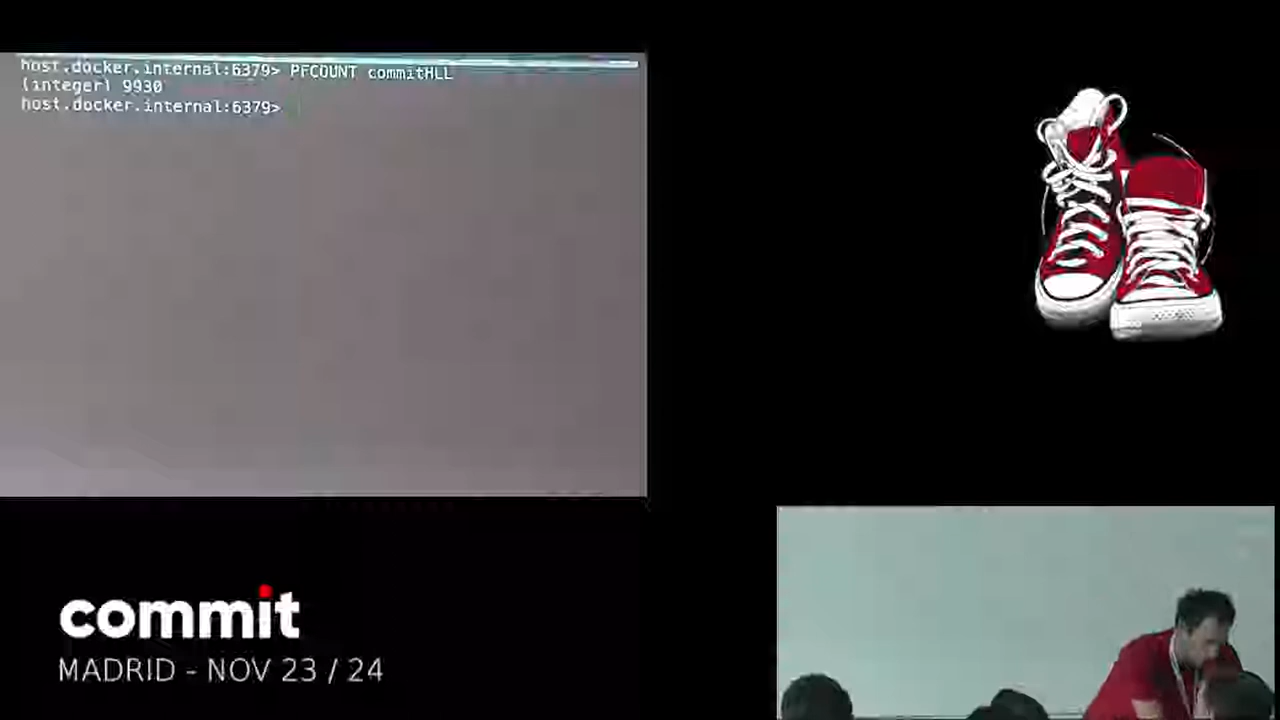 host.docker.internal:6379> PFCOUNT commitHLL
(integer) 9930
host.docker.internal:6379>
commit
MADRID - NOV 23 / 24